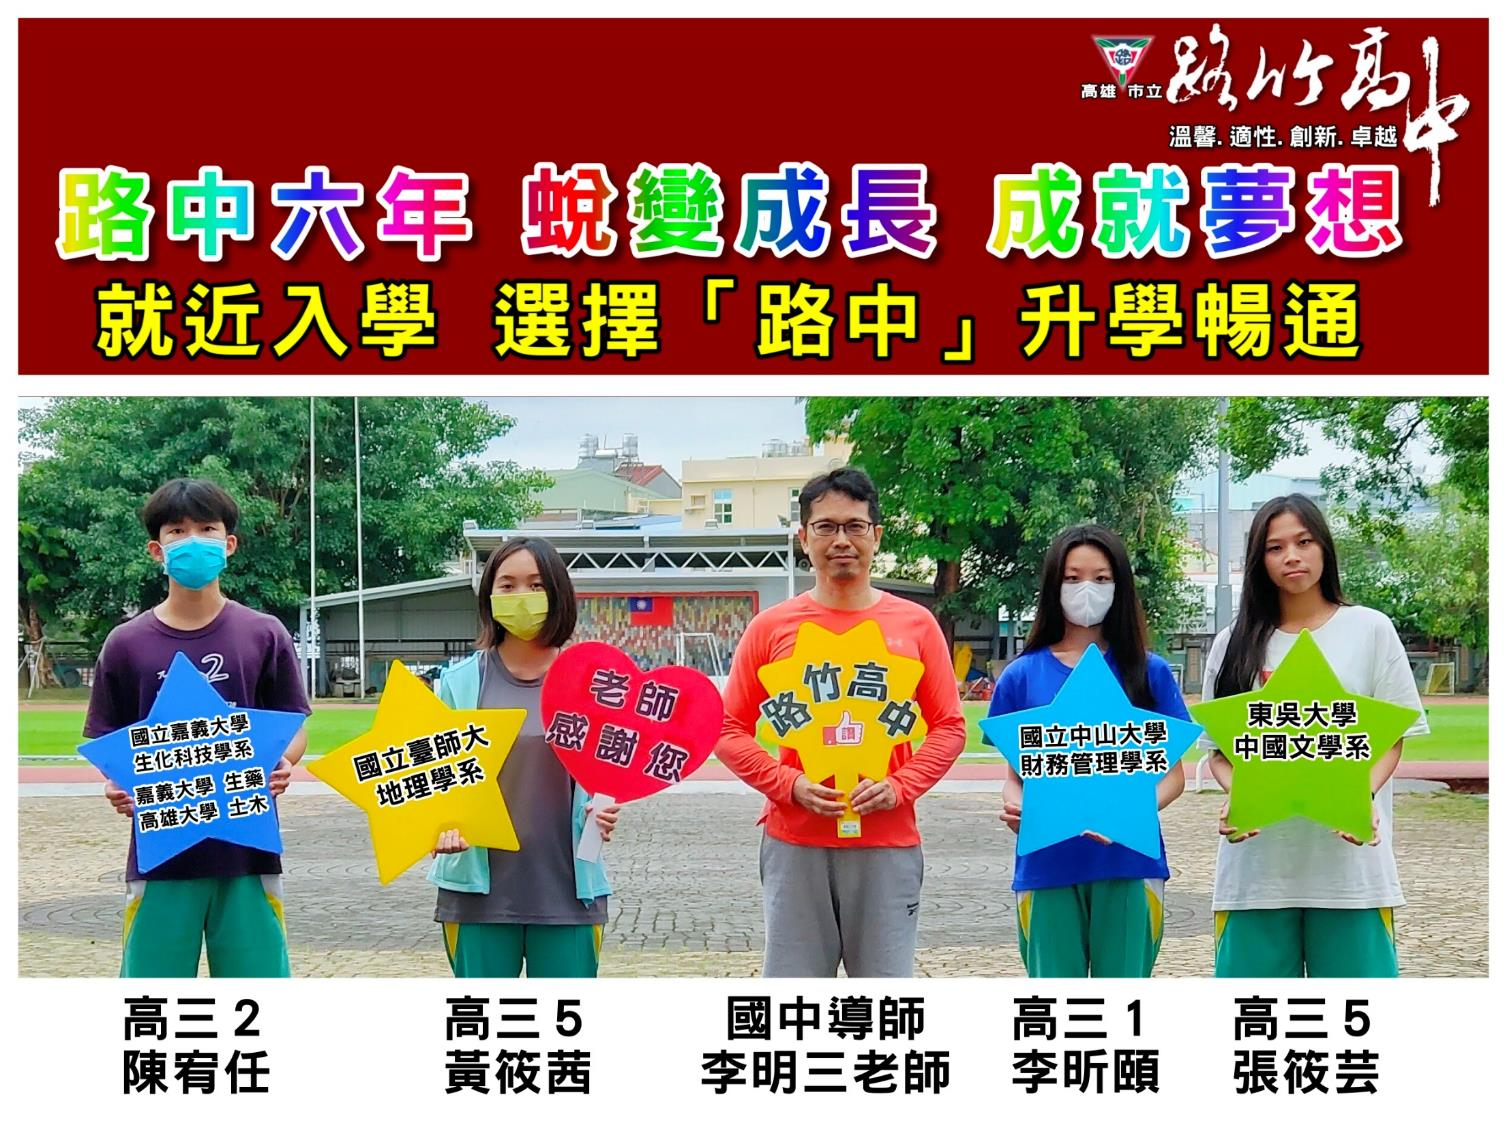 高雄市立 路竹高中
溫馨.適性.創新.卓越
路中六年 蛻變成長 成就夢想
就近入學 選擇「路中」升學暢通
國立嘉義大學
生化科技學系
嘉義大學 生藥
高雄大學 土木
國立臺師大
地理學系
老師
感謝您
路竹高中
讚
國立中山大學
財務管理學系
東吳大學
中國文學系
高三2
陳宥任
高三5
黃筱茜
國中導師
李明三老師
高三1
李昕頤
高三5
張筱芸